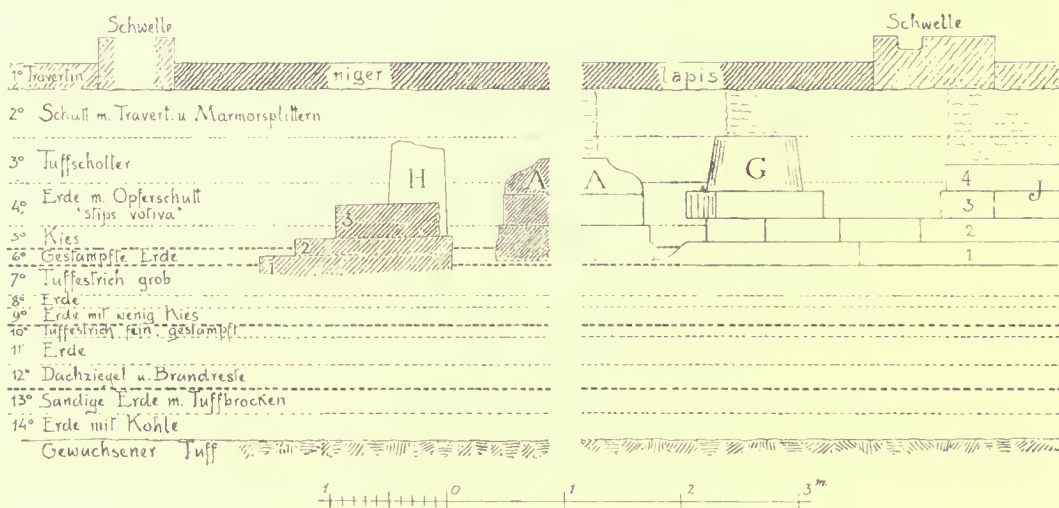 Schwelle
Schwelle
1° Travertin niger lapis
2° Schutt m. Travert. u Marmorsplittern
3° Tuffschotter
H A A G 4
4° Erde m. Opferschutt
"stips votiva"
3 3 J
5° Kies
2 2
6° Gestampfte Erde
1 1
7° Tuffestrich grob
8° Erde
9° Erde mit wenig Kies
10° Tuffestrich fein, gestampft
11° Erde
12° Dachziegel u. Brandreste
13° Sandige Erde m. Tuffbrocken
14° Erde mit Kohle
Gewachsener Tuff
1 0 1 2 3 m.